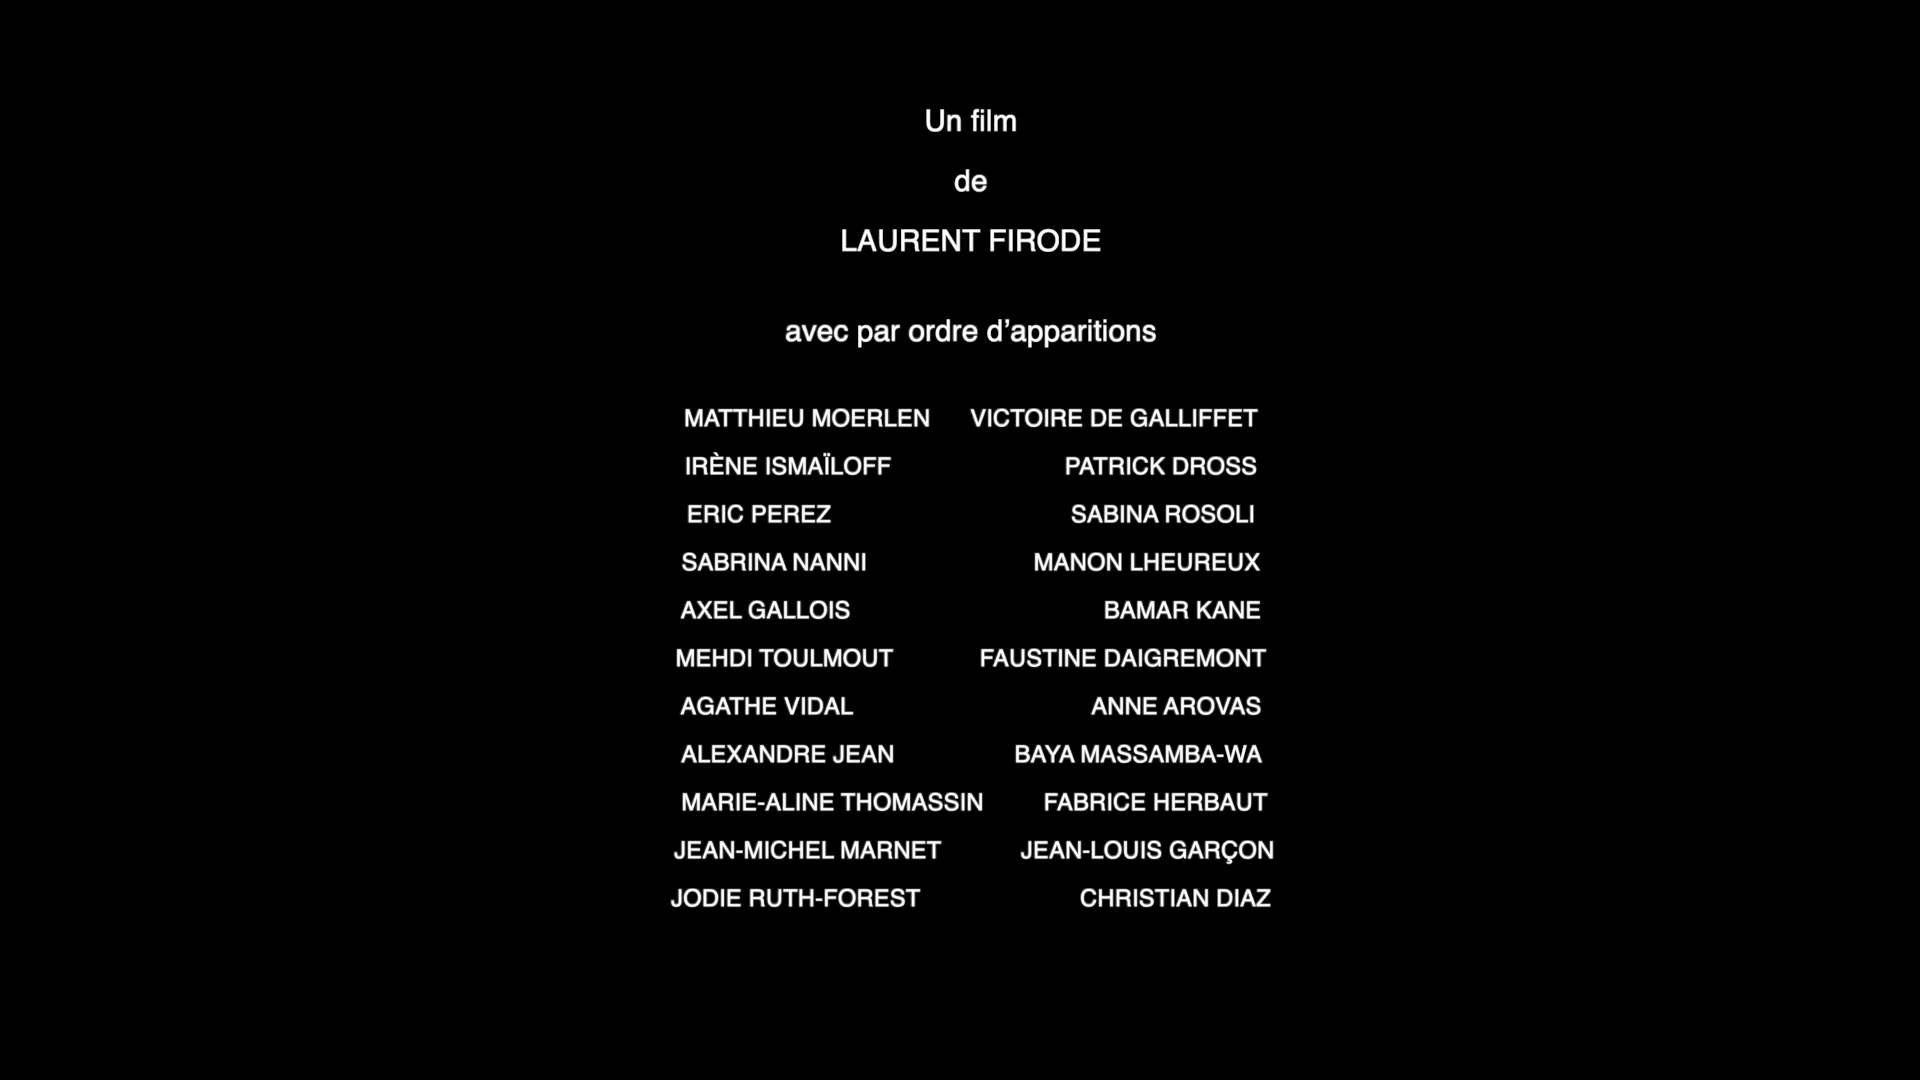 Un film
de
LAURENT FIRODE
avec par ordre d’apparitions
MATTHIEU MOERLEN VICTOIRE DE GALLIFFET
IRÈNE ISMAÏLOFF PATRICK DROSS
ERIC PEREZ SABINA ROSOLI
SABRINA NANNI MANON LHEUREUX
AXEL GALLOIS BAMAR KANE
MEHDI TOULMOUT FAUSTINE DAIGREMONT
AGATHE VIDAL ANNE AROVAS
ALEXANDRE JEAN BAYA MASSAMBA-WA
MARIE-ALINE THOMASSIN FABRICE HERBAUT
JEAN-MICHEL MARNET JEAN-LOUIS GARÇON
JODIE RUTH-FOREST CHRISTIAN DIAZ